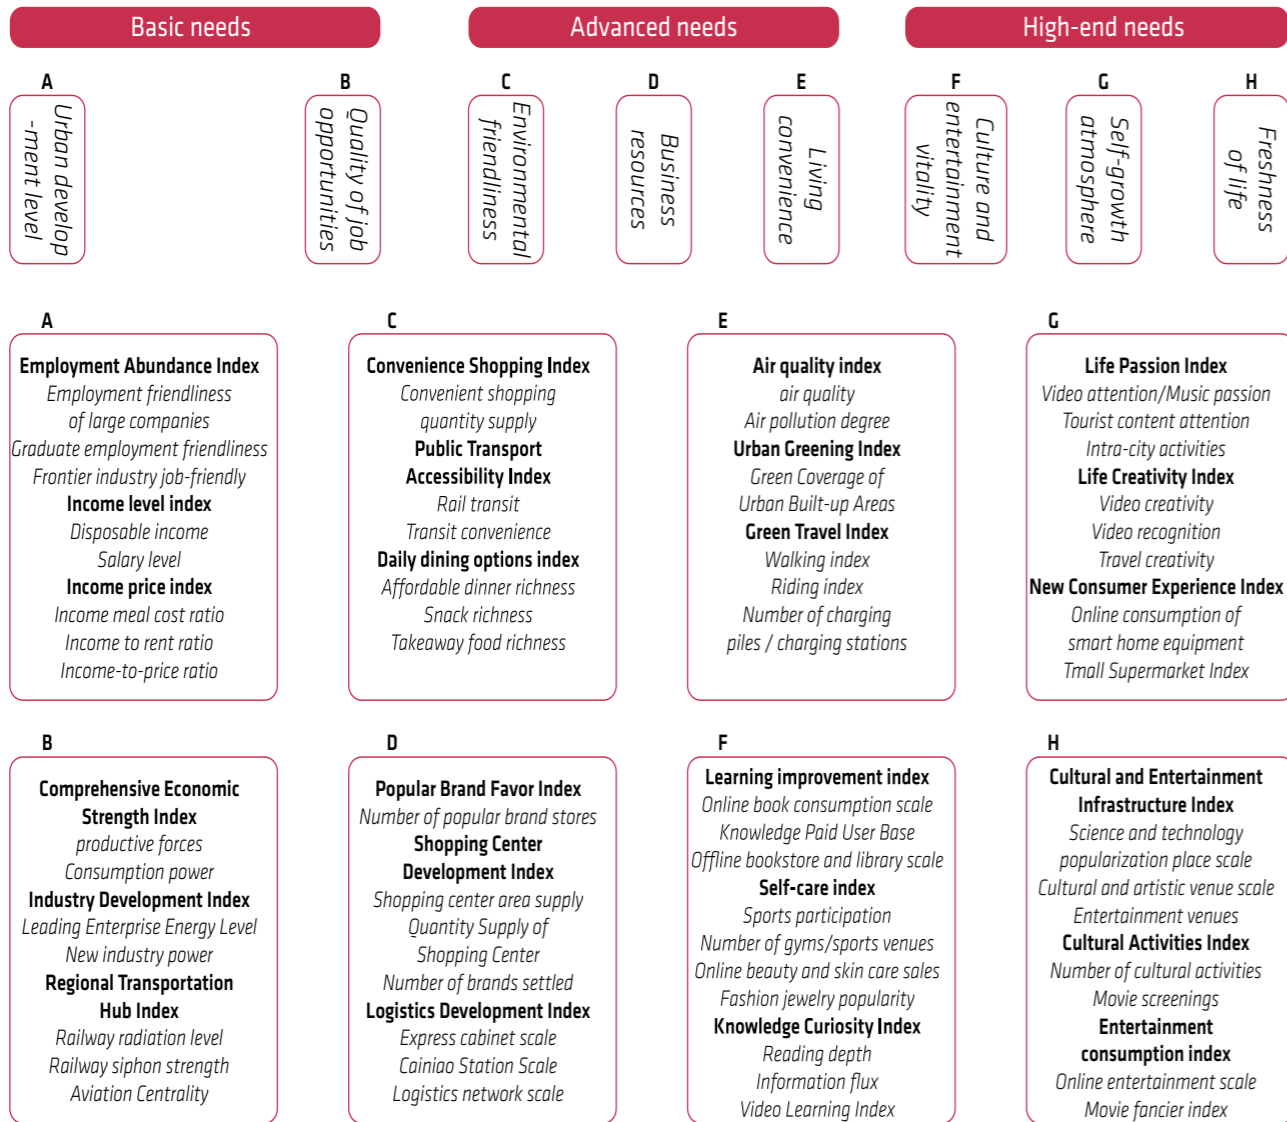 Basic needs
Advanced needs
High-end needs
A
Urban develop
-ment level
B
Quality of job
opportunities
C
Environmental
friendliness
D
Business
resources
E
Living
convenience
F
Culture and
entertainment
vitality
G
Self-growth
atmosphere
H
Freshness
of life
A
Employment Abundance Index
Employment friendliness
of large companies
Graduate employment friendliness
Frontier industry job-friendly
Income level index
Disposable income
Salary level
Income price index
Income meal cost ratio
Income to rent ratio
Income-to-price ratio
C
Convenience Shopping Index
Convenient shopping
quantity supply
Public Transport
Accessibility Index
Rail transit
Transit convenience
Daily dining options index
Affordable dinner richness
Snack richness
Takeaway food richness
E
Air quality index
air quality
Air pollution degree
Urban Greening Index
Green Coverage of
Urban Built-up Areas
Green Travel Index
Walking index
Riding index
Number of charging
piles / charging stations
G
Life Passion Index
Video attention/Music passion
Tourist content attention
Intra-city activities
Life Creativity Index
Video creativity
Video recognition
Travel creativity
New Consumer Experience Index
Online consumption of
smart home equipment
Tmall Supermarket Index
B
Comprehensive Economic
Strength Index
productive forces
Consumption power
Industry Development Index
Leading Enterprise Energy Level
New industry power
Regional Transportation
Hub Index
Railway radiation level
Railway siphon strength
Aviation Centrality
D
Popular Brand Favor Index
Number of popular brand stores
Shopping Center
Development Index
Shopping center area supply
Quantity Supply of
Shopping Center
Number of brands settled
Logistics Development Index
Express cabinet scale
Cainiao Station Scale
Logistics network scale
F
Learning improvement index
Online book consumption scale
Knowledge Paid User Base
Offline bookstore and library scale
Self-care index
Sports participation
Number of gyms/sports venues
Online beauty and skin care sales
Fashion jewelry popularity
Knowledge Curiosity Index
Reading depth
Information flux
Video Learning Index
H
Cultural and Entertainment
Infrastructure Index
Science and technology
popularization place scale
Cultural and artistic venue scale
Entertainment venues
Cultural Activities Index
Number of cultural activities
Movie screenings
Entertainment
consumption index
Online entertainment scale
Movie fancier index